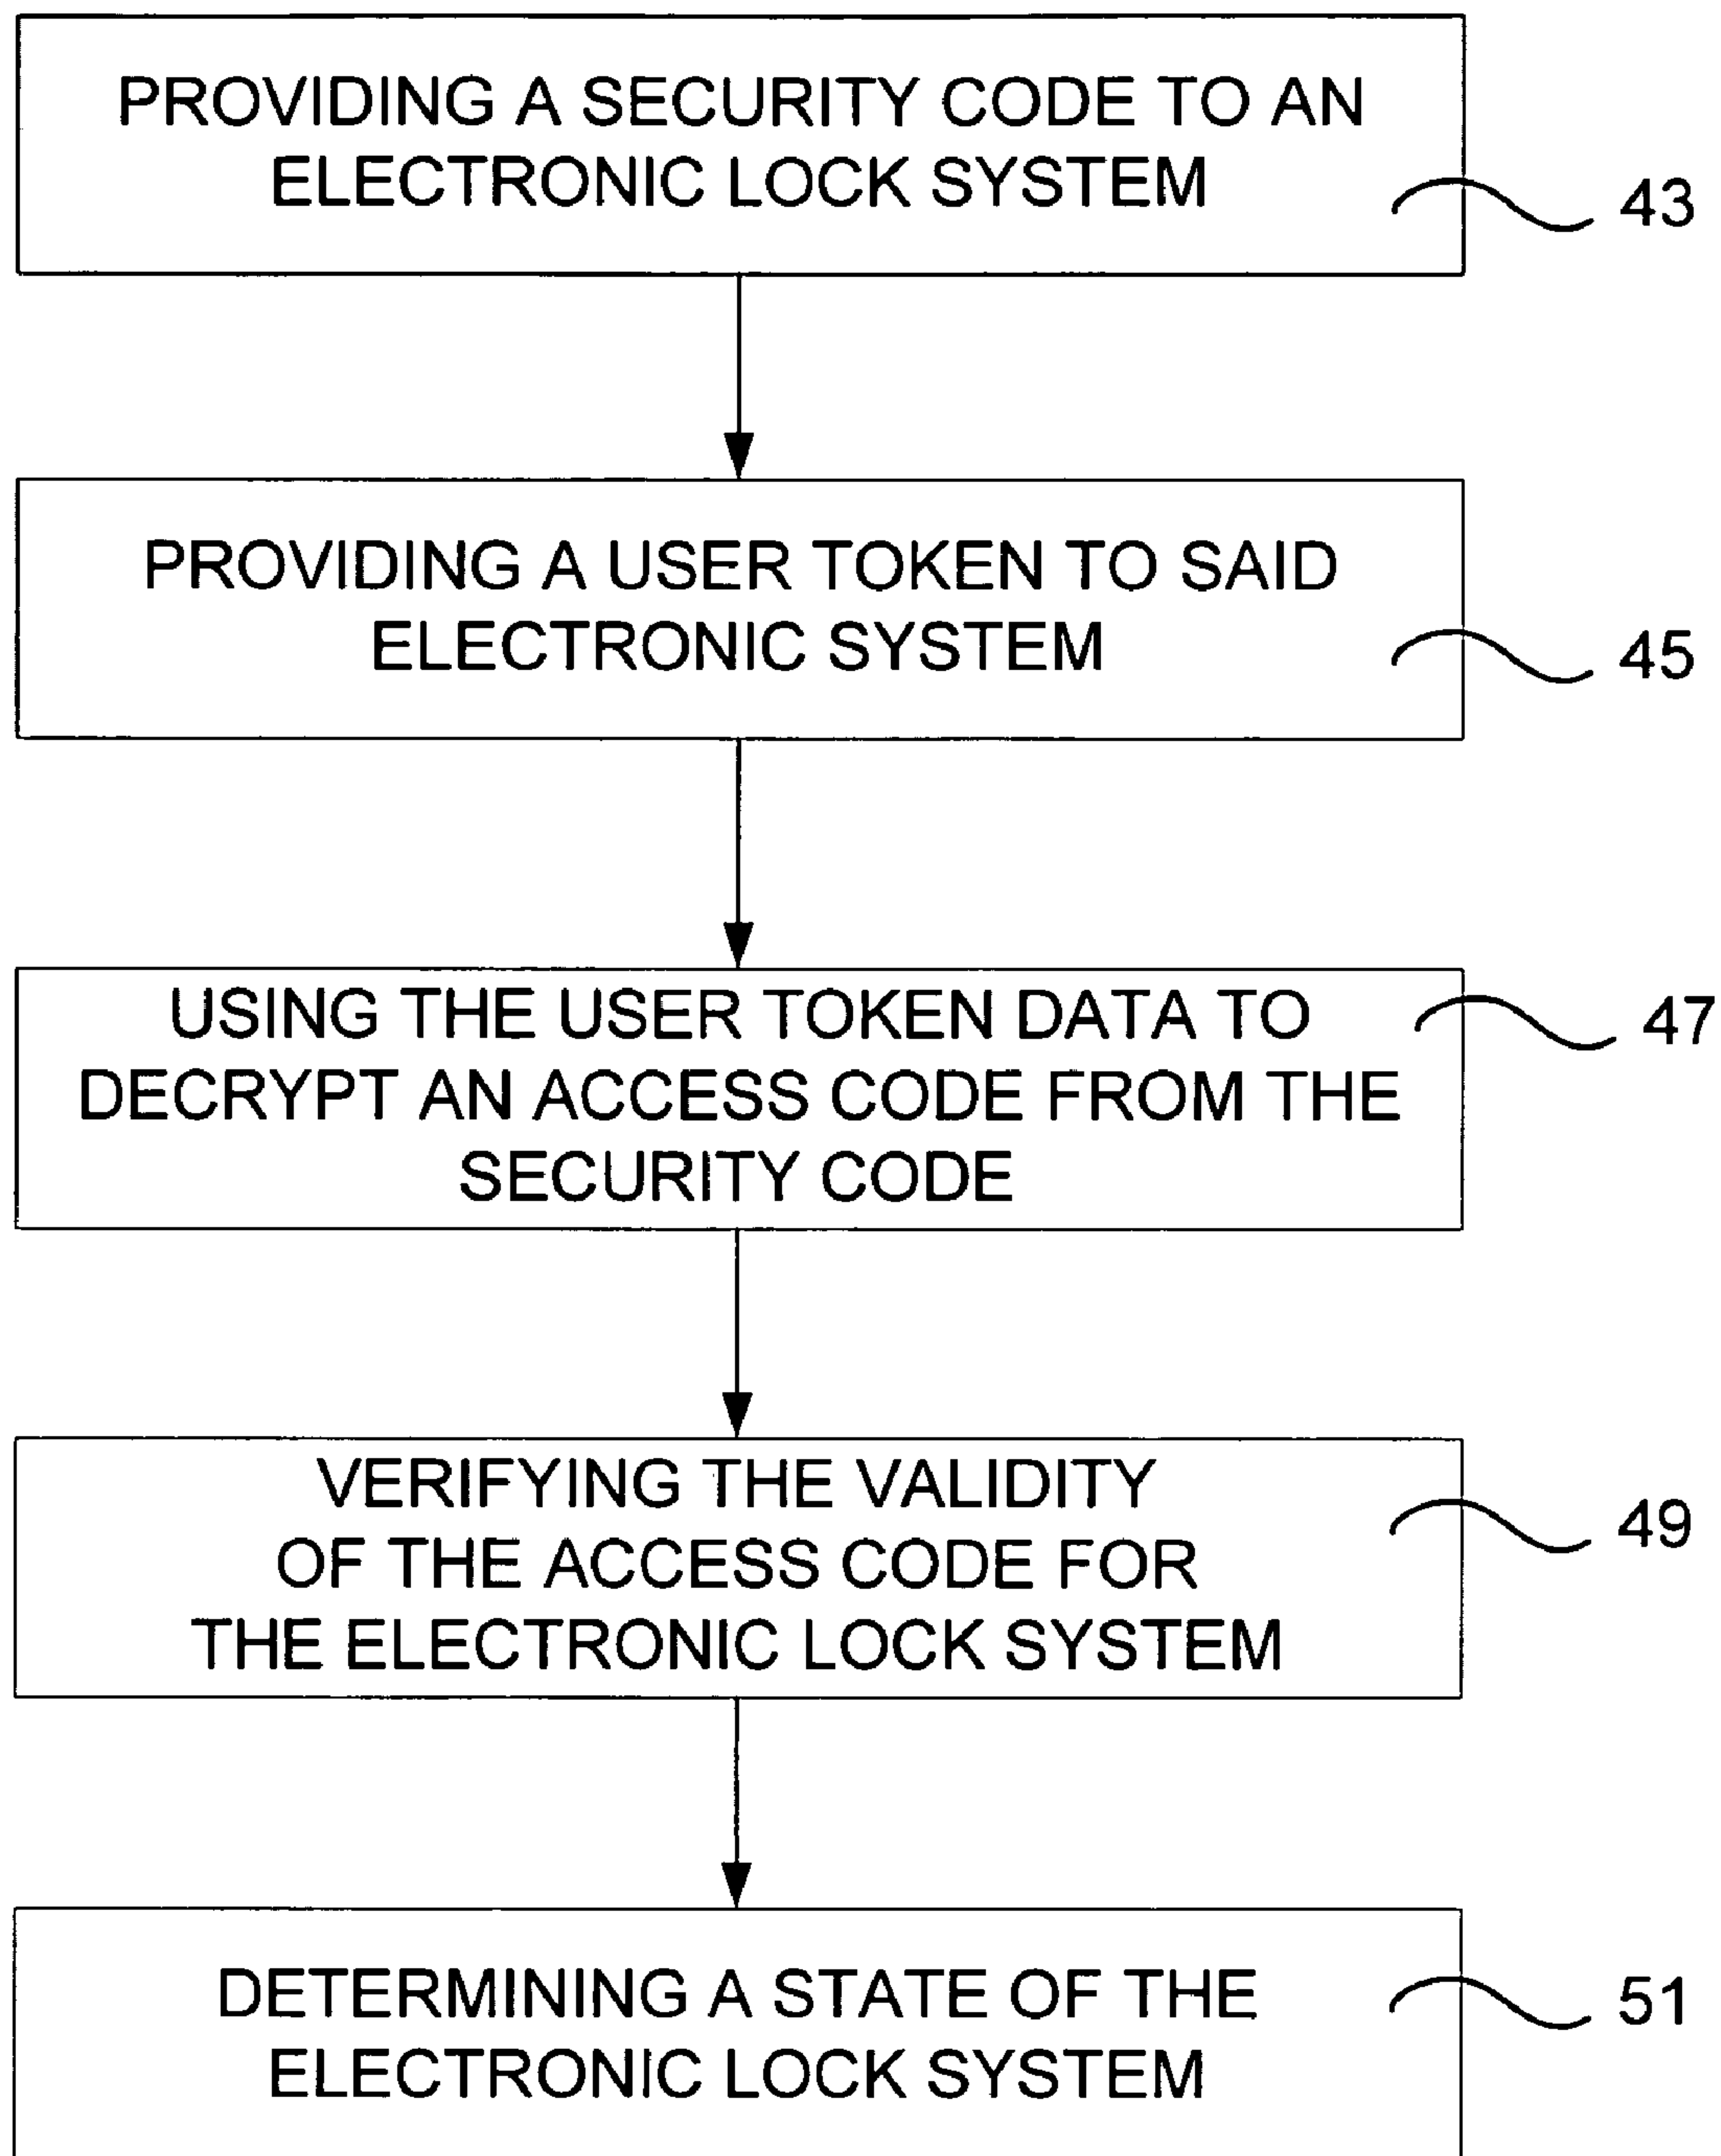 PROVIDING A SECURITY CODE TO AN
ELECTRONIC LOCK SYSTEM
43
PROVIDING A USER TOKEN TO SAID
ELECTRONIC SYSTEM
45
USING THE USER TOKEN DATA TO
DECRYPT AN ACCESS CODE FROM THE
SECURITY CODE
47
VERIFYING THE VALIDITY
OF THE ACCESS CODE FOR
THE ELECTRONIC LOCK SYSTEM
49
DETERMINING A STATE OF THE
ELECTRONIC LOCK SYSTEM
51